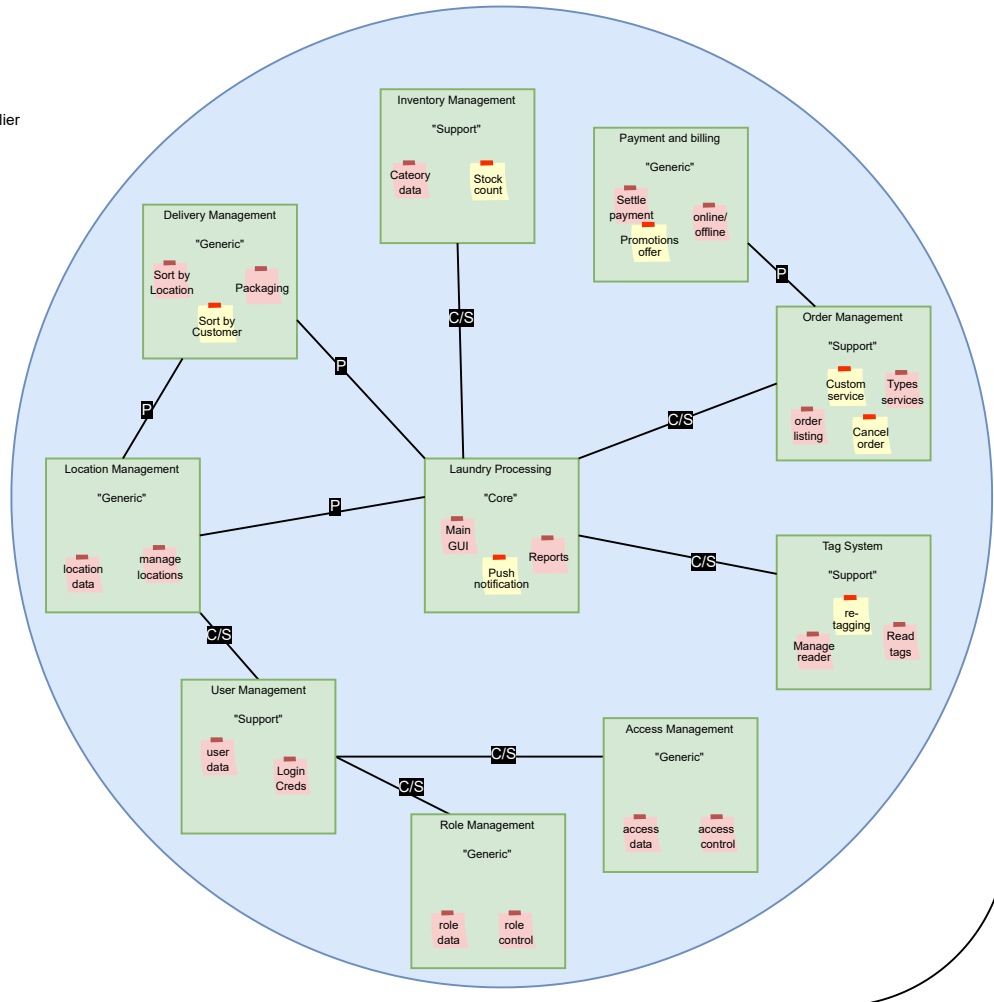 lier
Inventory Management
"Support"
Cateory
data
Stock
count
Payment and billing
"Generic"
Settle
payment
online/
offline
Promotions
offer
Delivery Management
"Generic"
Sort by
Location
Packaging
Sort by
Customer
P
C/S
P
P
Order Management
"Support"
Custom
service
Types
services
order
listing
Cancel
order
C/S
Location Management
"Generic"
location
data
manage
locations
P
Laundry Processing
"Core"
Main
GUI
Reports
Push
notification
C/S
Tag System
"Support"
re-
tagging
Manage
reader
Read
tags
C/S
User Management
"Support"
user
data
Login
Creds
C/S
C/S
Access Management
"Generic"
access
data
access
control
Role Management
"Generic"
role
data
role
control